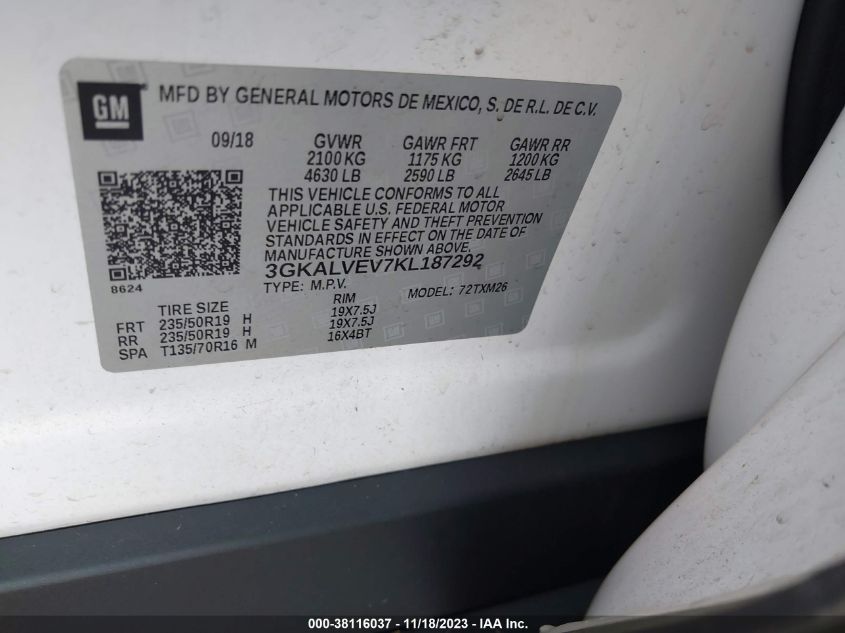 GM
MFD BY GENERAL MOTORS DE MEXICO, S. DE R.L. DE C.V.
09/18 GVWR GAWR FRT GAWR RR
2100 KG 1175 KG 1200 KG
4630 LB 2590 LB 2645 LB
THIS VEHICLE CONFORMS TO ALL
APPLICABLE U.S. FEDERAL MOTOR
VEHICLE SAFETY AND THEFT PREVENTION
STANDARDS IN EFFECT ON THE DATE OF
MANUFACTURE SHOWN ABOVE.
3GKALVEV7KL187292
8624
TYPE: M.P.V. MODEL: 72TXM26
TIRE SIZE RIM
FRT 235/50R19 H 19X7.5J
RR 235/50R19 H 19X7.5J
SPA T135/70R16 M 16X4BT
000-38116037 - 11/18/2023 - IAA Inc.